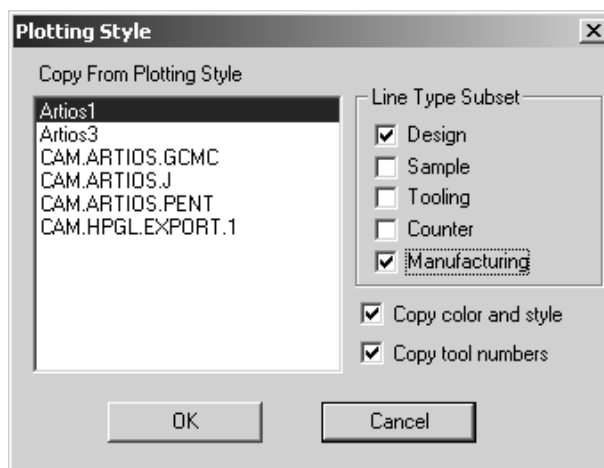 Plotting Style
Copy From Plotting Style
Artios1
Artios3
CAM.ARTIOS.GCMC
CAM.ARTIOS.J
CAM.ARTIOS.PENT
CAM.HPGL.EXPORT.1
Line Type Subset
Design
Sample
Tooling
Counter
Manufacturing
Copy color and style
Copy tool numbers
OK
Cancel